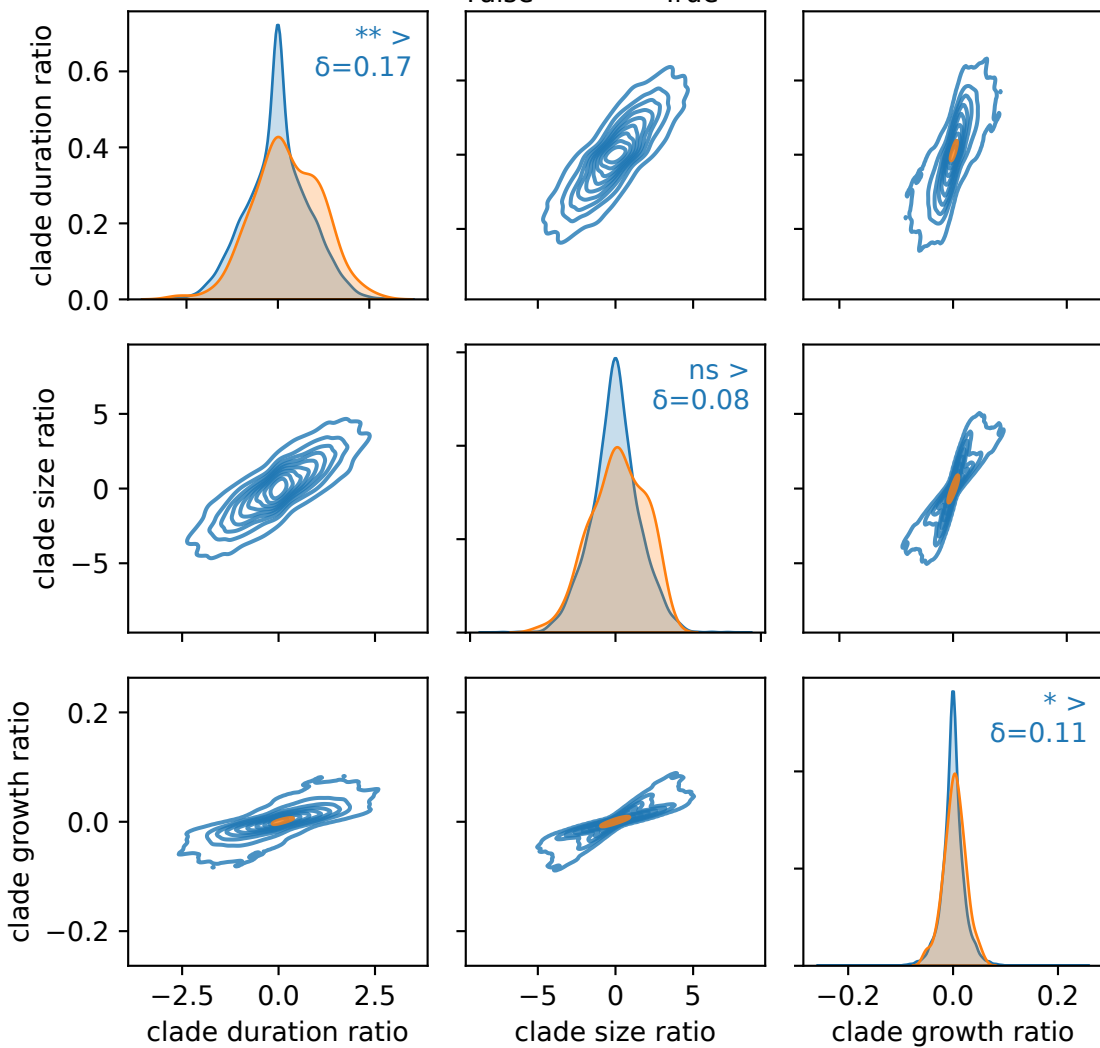 clade duration ratio
0.6
0.4
0.2
0.0
** >
δ=0.17
clade size ratio
5
0
−5
ns >
δ=0.08
clade growth ratio
0.2
0.0
−0.2
* >
δ=0.11
−2.5 0.0 2.5
−5 0 5
−0.2 0.0 0.2
clade duration ratio
clade size ratio
clade growth ratio